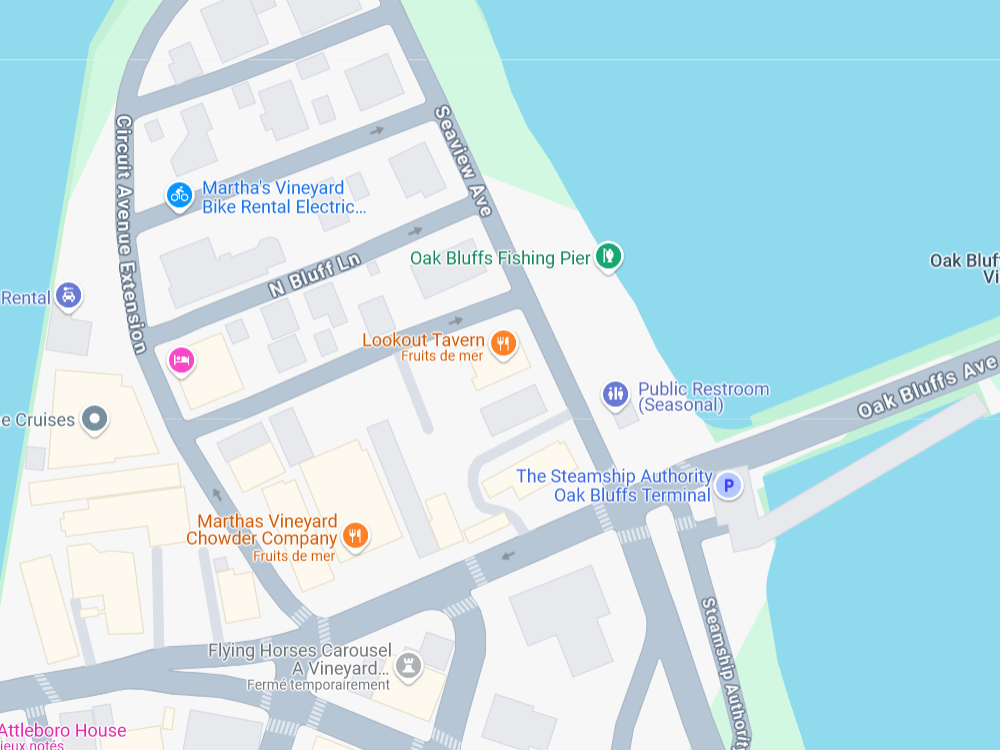 Circuit Avenue Extension
Seaview Ave
Martha's Vineyard
Bike Rental Electric...
Oak Bluffs Fishing Pier
N Bluff Ln
Oak Bluf
Vi
Rental
Lookout Tavern
Fruits de mer
Public Restroom
(Seasonal)
Oak Bluffs Ave
e Cruises
The Steamship Authority
Oak Bluffs Terminal
P
Marthas Vineyard
Chowder Company
Fruits de mer
Steamship Authority
Flying Horses Carousel
A Vineyard...
Fermé temporairement
Attleboro House
ieux notés